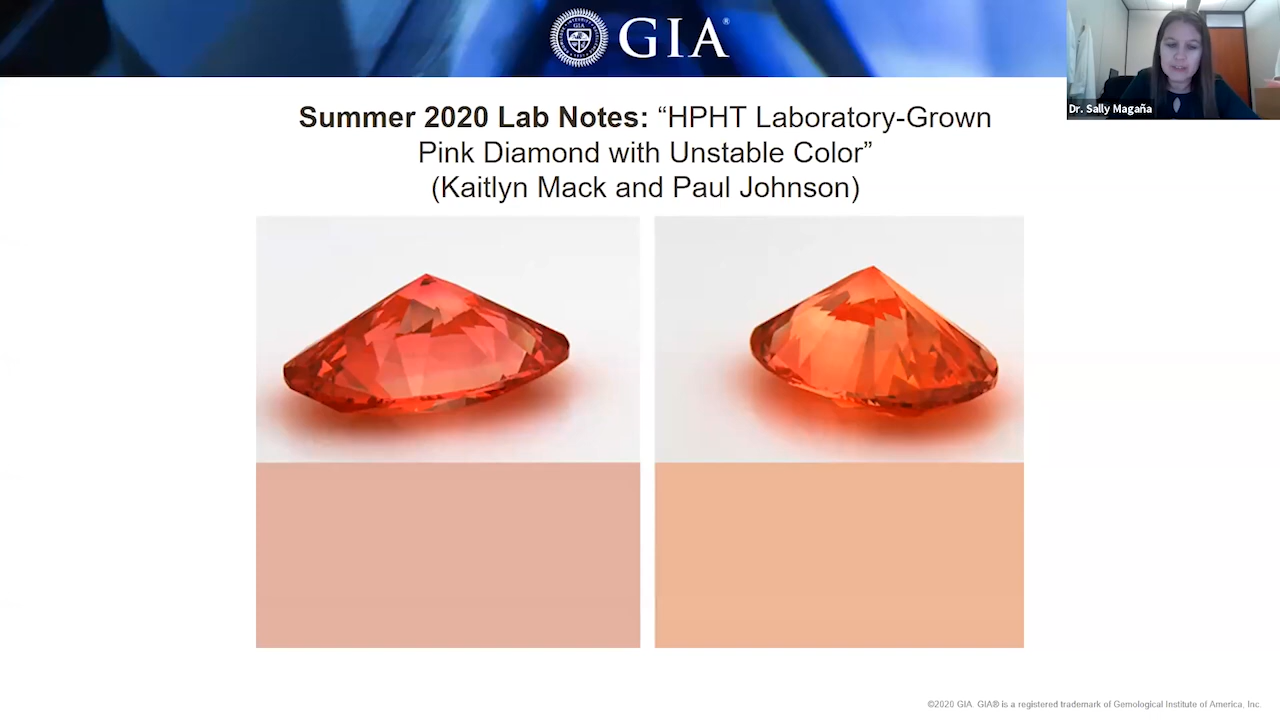 GIA®
Dr. Sally Magaña
Summer 2020 Lab Notes: “HPHT Laboratory-Grown
Pink Diamond with Unstable Color”
(Kaitlyn Mack and Paul Johnson)
©2020 GIA. GIA® is a registered trademark of Gemological Institute of America, Inc.